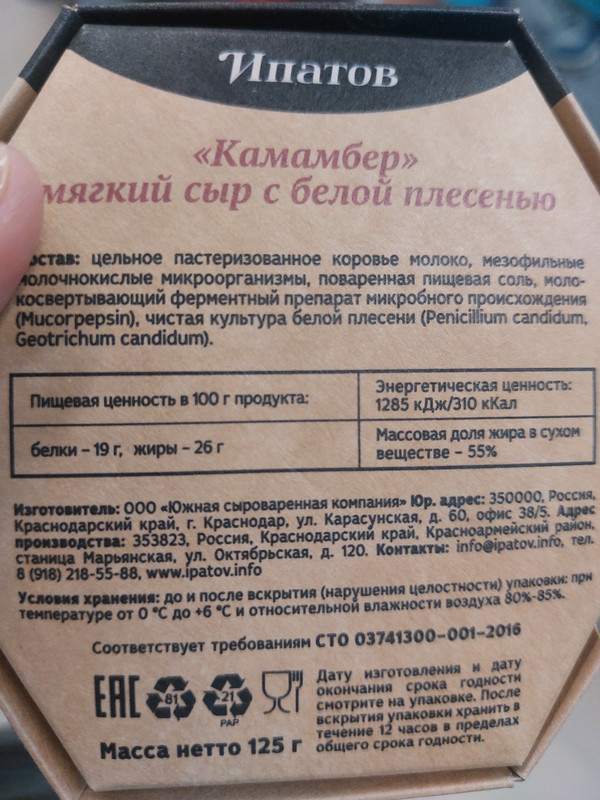 Ипатов
«Камамбер»
мягкий сыр с белой плесенью
остав: цельное пастеризованное коровье молоко, мезофильные
молочнокислые микроорганизмы, поваренная пищевая соль, моло-
косвертывающий ферментный препарат микробного происхождения
(Mucorpepsin), чистая культура белой плесени (Penicillium candidum,
Geotrichum candidum).
Пищевая ценность в 100 г продукта:
Энергетическая ценность:
1285 кДж/310 кКал
белки – 19 г, жиры – 26 г
Массовая доля жира в сухом
веществе – 55%
Изготовитель: ООО «Южная сыроваренная компания» Юр. адрес: 350000, Россия,
Краснодарский край, г. Краснодар, ул. Карасунская, д. 60, офис 38/5. Адрес
производства: 353823, Россия, Краснодарский край, Красноармейский район,
станица Марьянская, ул. Октябрьская, д. 120. Контакты: info@ipatov.info, тел.
8 (918) 218-55-88, www.ipatov.info
Условия хранения: до и после вскрытия (нарушения целостности) упаковки: при
температуре от 0 °C до +6 °C и относительной влажности воздуха 80%-85%.
Соответствует требованиям СТО 03741300-001-2016
EAC 81 21
PAP
Дату изготовления и дату
окончания срока годности
смотрите на упаковке. После
вскрытия упаковки хранить в
течение 12 часов в пределах
общего срока годности.
Масса нетто 125 г